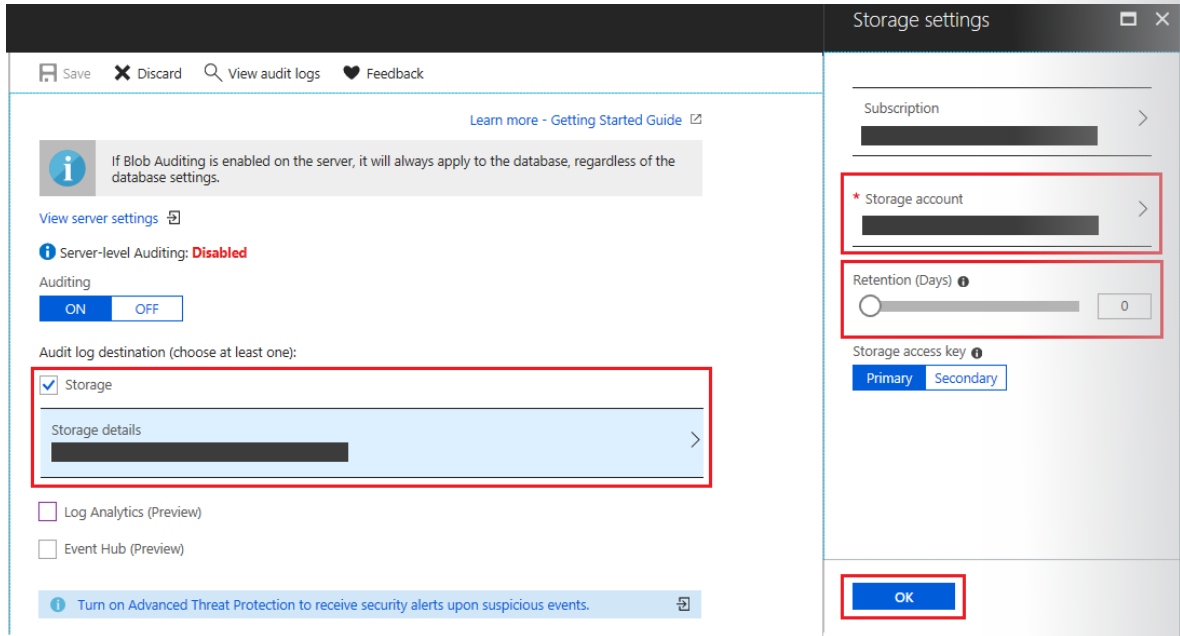 Storage settings
Save
Discard
View audit logs
Feedback
Learn more - Getting Started Guide
If Blob Auditing is enabled on the server, it will always apply to the database, regardless of the
database settings.
View server settings
Server-level Auditing: Disabled
Auditing
ON
OFF
Audit log destination (choose at least one):
Storage
Storage details
Log Analytics (Preview)
Event Hub (Preview)
Turn on Advanced Threat Protection to receive security alerts upon suspicious events.
Subscription
* Storage account
Retention (Days)
0
Storage access key
Primary
Secondary
OK